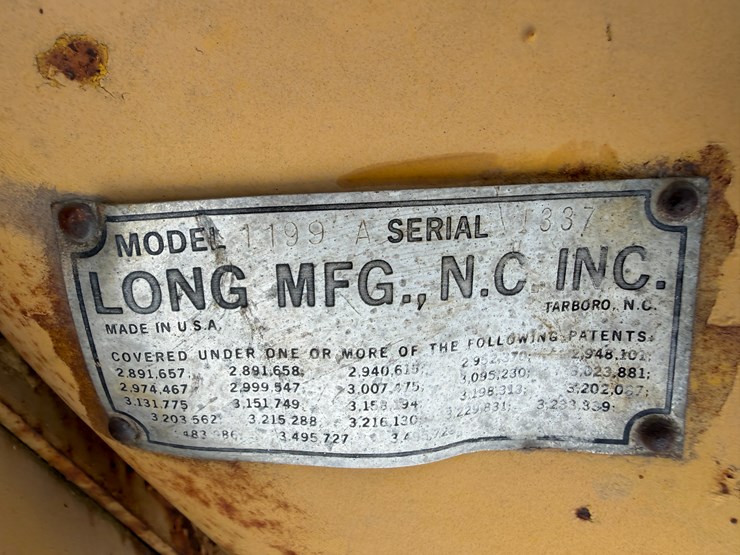 MODEL 1199 A SERIAL 1337
LONG MFG., N.C. INC.
MADE IN U.S.A. TARBORO, N.C.
COVERED UNDER ONE OR MORE OF THE FOLLOWING PATENTS:
2,891,657; 2,891,658; 2,940,615; 2,948,101;
2,974,467 2,999,547 3,007,475; 3,095,230; 3,023,881;
3,131,775 3,151,749; 3,198,313;
3,203,562 3,215,288 3,216,130 3,229,831; 3,233,339;
3,495,727